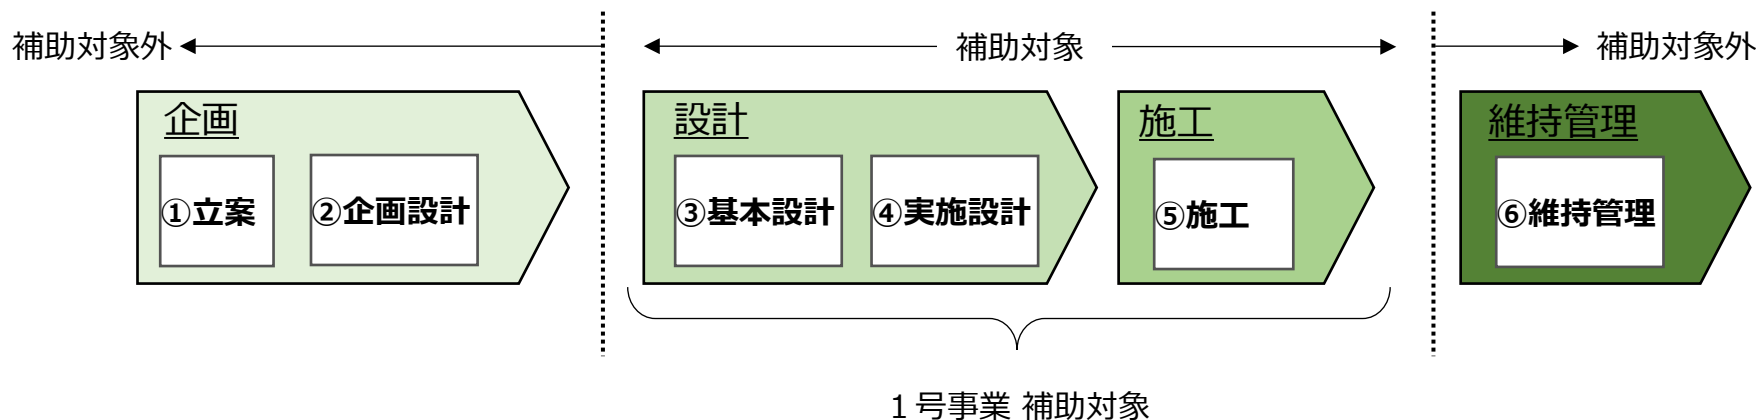 補助対象外
補助対象
補助対象外
企画
①立案
②企画設計
設計
③基本設計
④実施設計
施工
⑤施工
維持管理
⑥維持管理
1号事業 補助対象